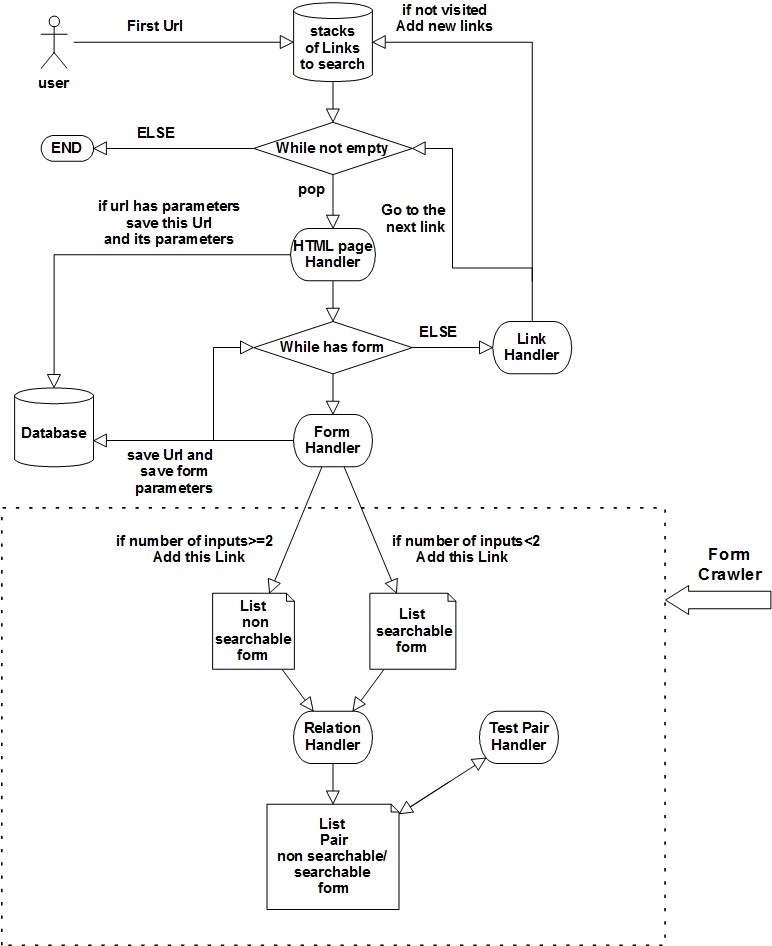 First Url
user
stacks
of Links
to search
if not visited
Add new links
ELSE
END
While not empty
pop
if url has parameters
save this Url
and its parameters
Go to the
next link
HTML page
Handler
While has form
ELSE
Link
Handler
Database
Form
Handler
save Url and
save form
parameters
if number of inputs>=2
Add this Link
if number of inputs<2
Add this Link
Form
Crawler
List
non
searchable
form
List
searchable
form
Relation
Handler
Test Pair
Handler
List
Pair
non searchable/
searchable
form